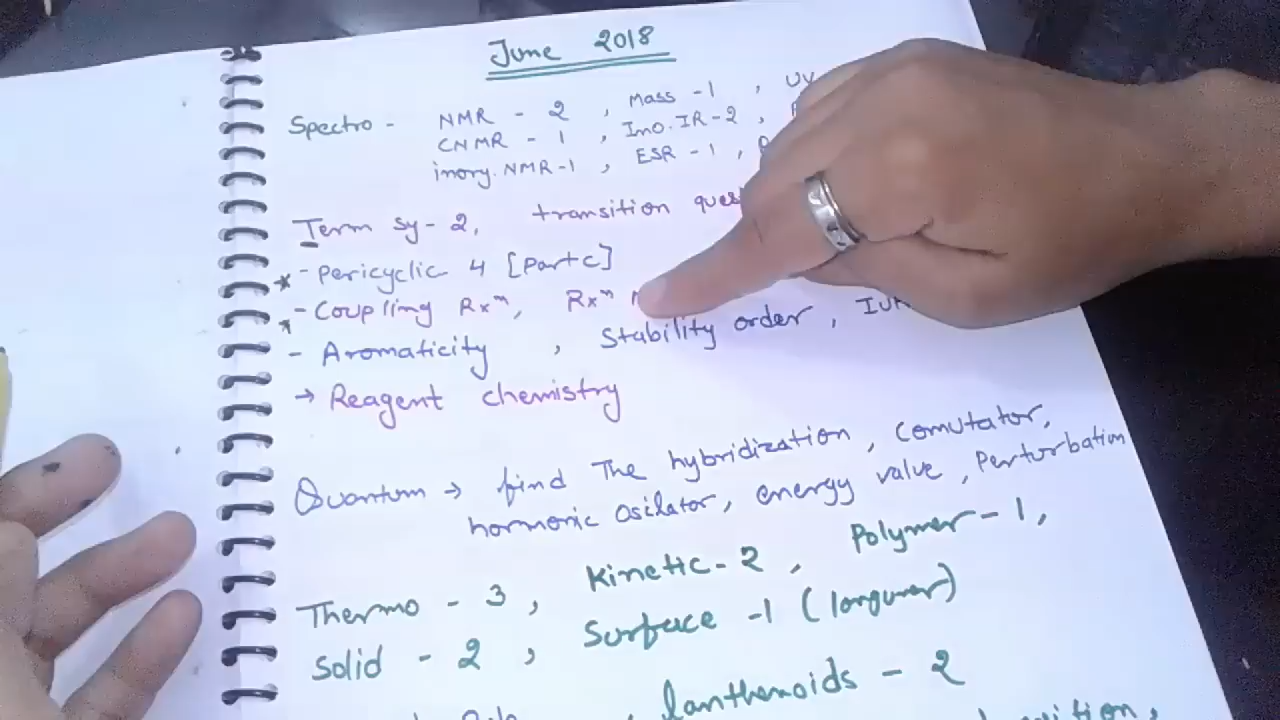 June 2018
Spectro - NMR - 2 , Mass - 1 , UV
CNMR - 1 , Ino. IR - 2 ,
inorg. NMR - 1 , ESR - 1 ,
Term sy - 2, transition ques
* - pericyclic 4 [Part c]
* - Coupling Rxⁿ, Rxⁿ
- Aromaticity , Stability order ,
→ Reagent chemistry
Quantum → find The hybridization , Comutator,
hormonic Oscilator, energy value , Perturbation
Thermo - 3 , Kinetic - 2 , Polymer - 1 ,
Solid - 2 , Surface - 1 (langumar)
lanthenoids - 2